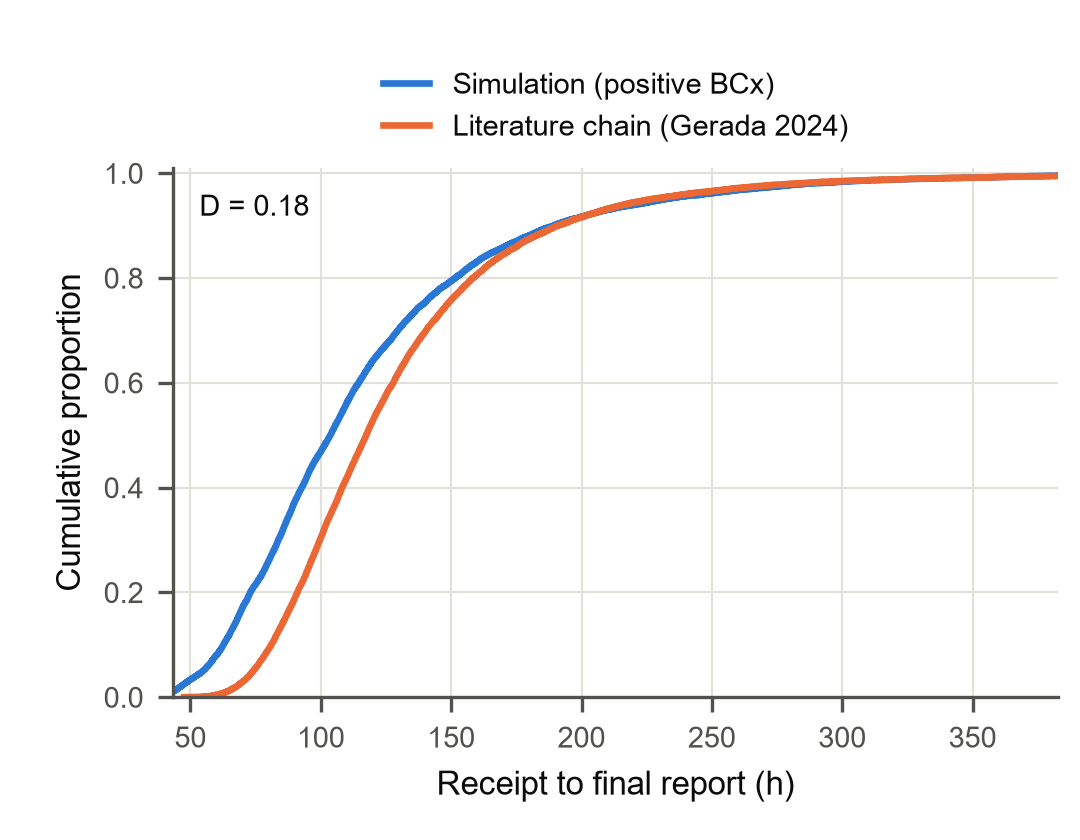 Simulation (positive BCx)
Literature chain (Gerada 2024)
D = 0.18
1.0
0.8
0.6
0.4
0.2
0.0
Cumulative proportion
50 100 150 200 250 300 350
Receipt to final report (h)